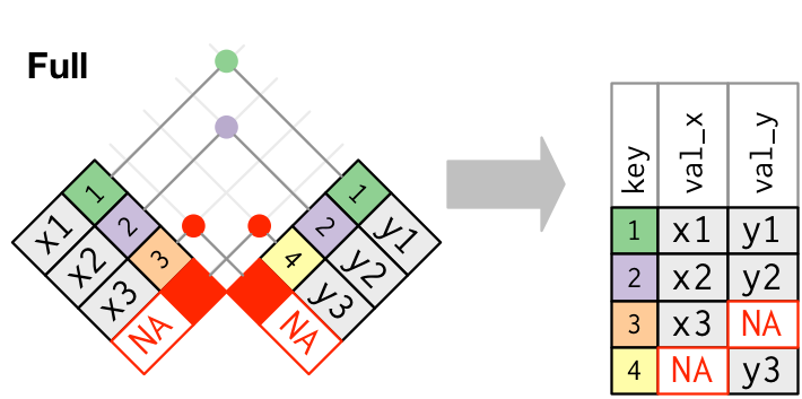 Full
1
x1
2
x2
3
x3
NA
1
y1
2
y2
4
y3
NA
key val_x val_y
1 x1 y1
2 x2 y2
3 x3 NA
4 NA y3